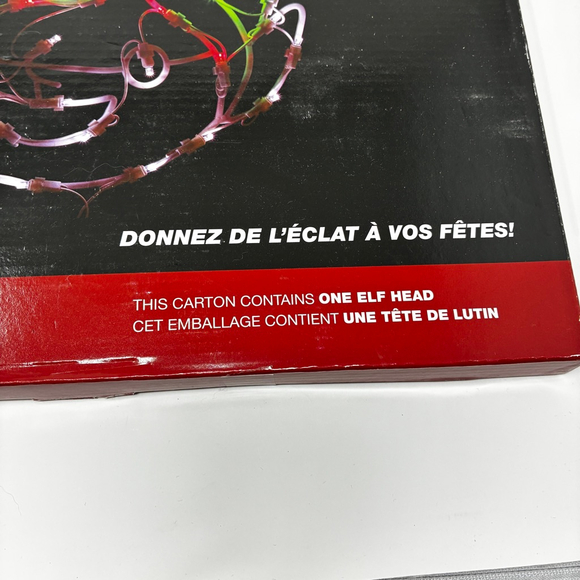 DONNEZ DE L'ÉCLAT À VOS FÊTES!
THIS CARTON CONTAINS ONE ELF HEAD
CET EMBALLAGE CONTIENT UNE TÊTE DE LUTIN